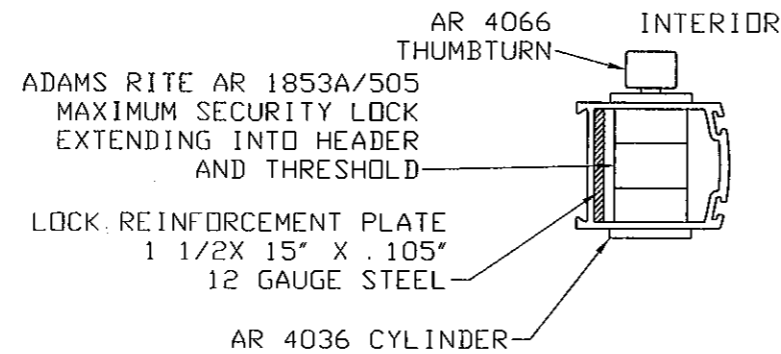 AR 4066
THUMBTURN
INTERIOR
ADAMS RITE AR 1853A/505
MAXIMUM SECURITY LOCK
EXTENDING INTO HEADER
AND THRESHOLD
LOCK REINFORCEMENT PLATE
1 1/2X 15" X .105"
12 GAUGE STEEL
AR 4036 CYLINDER